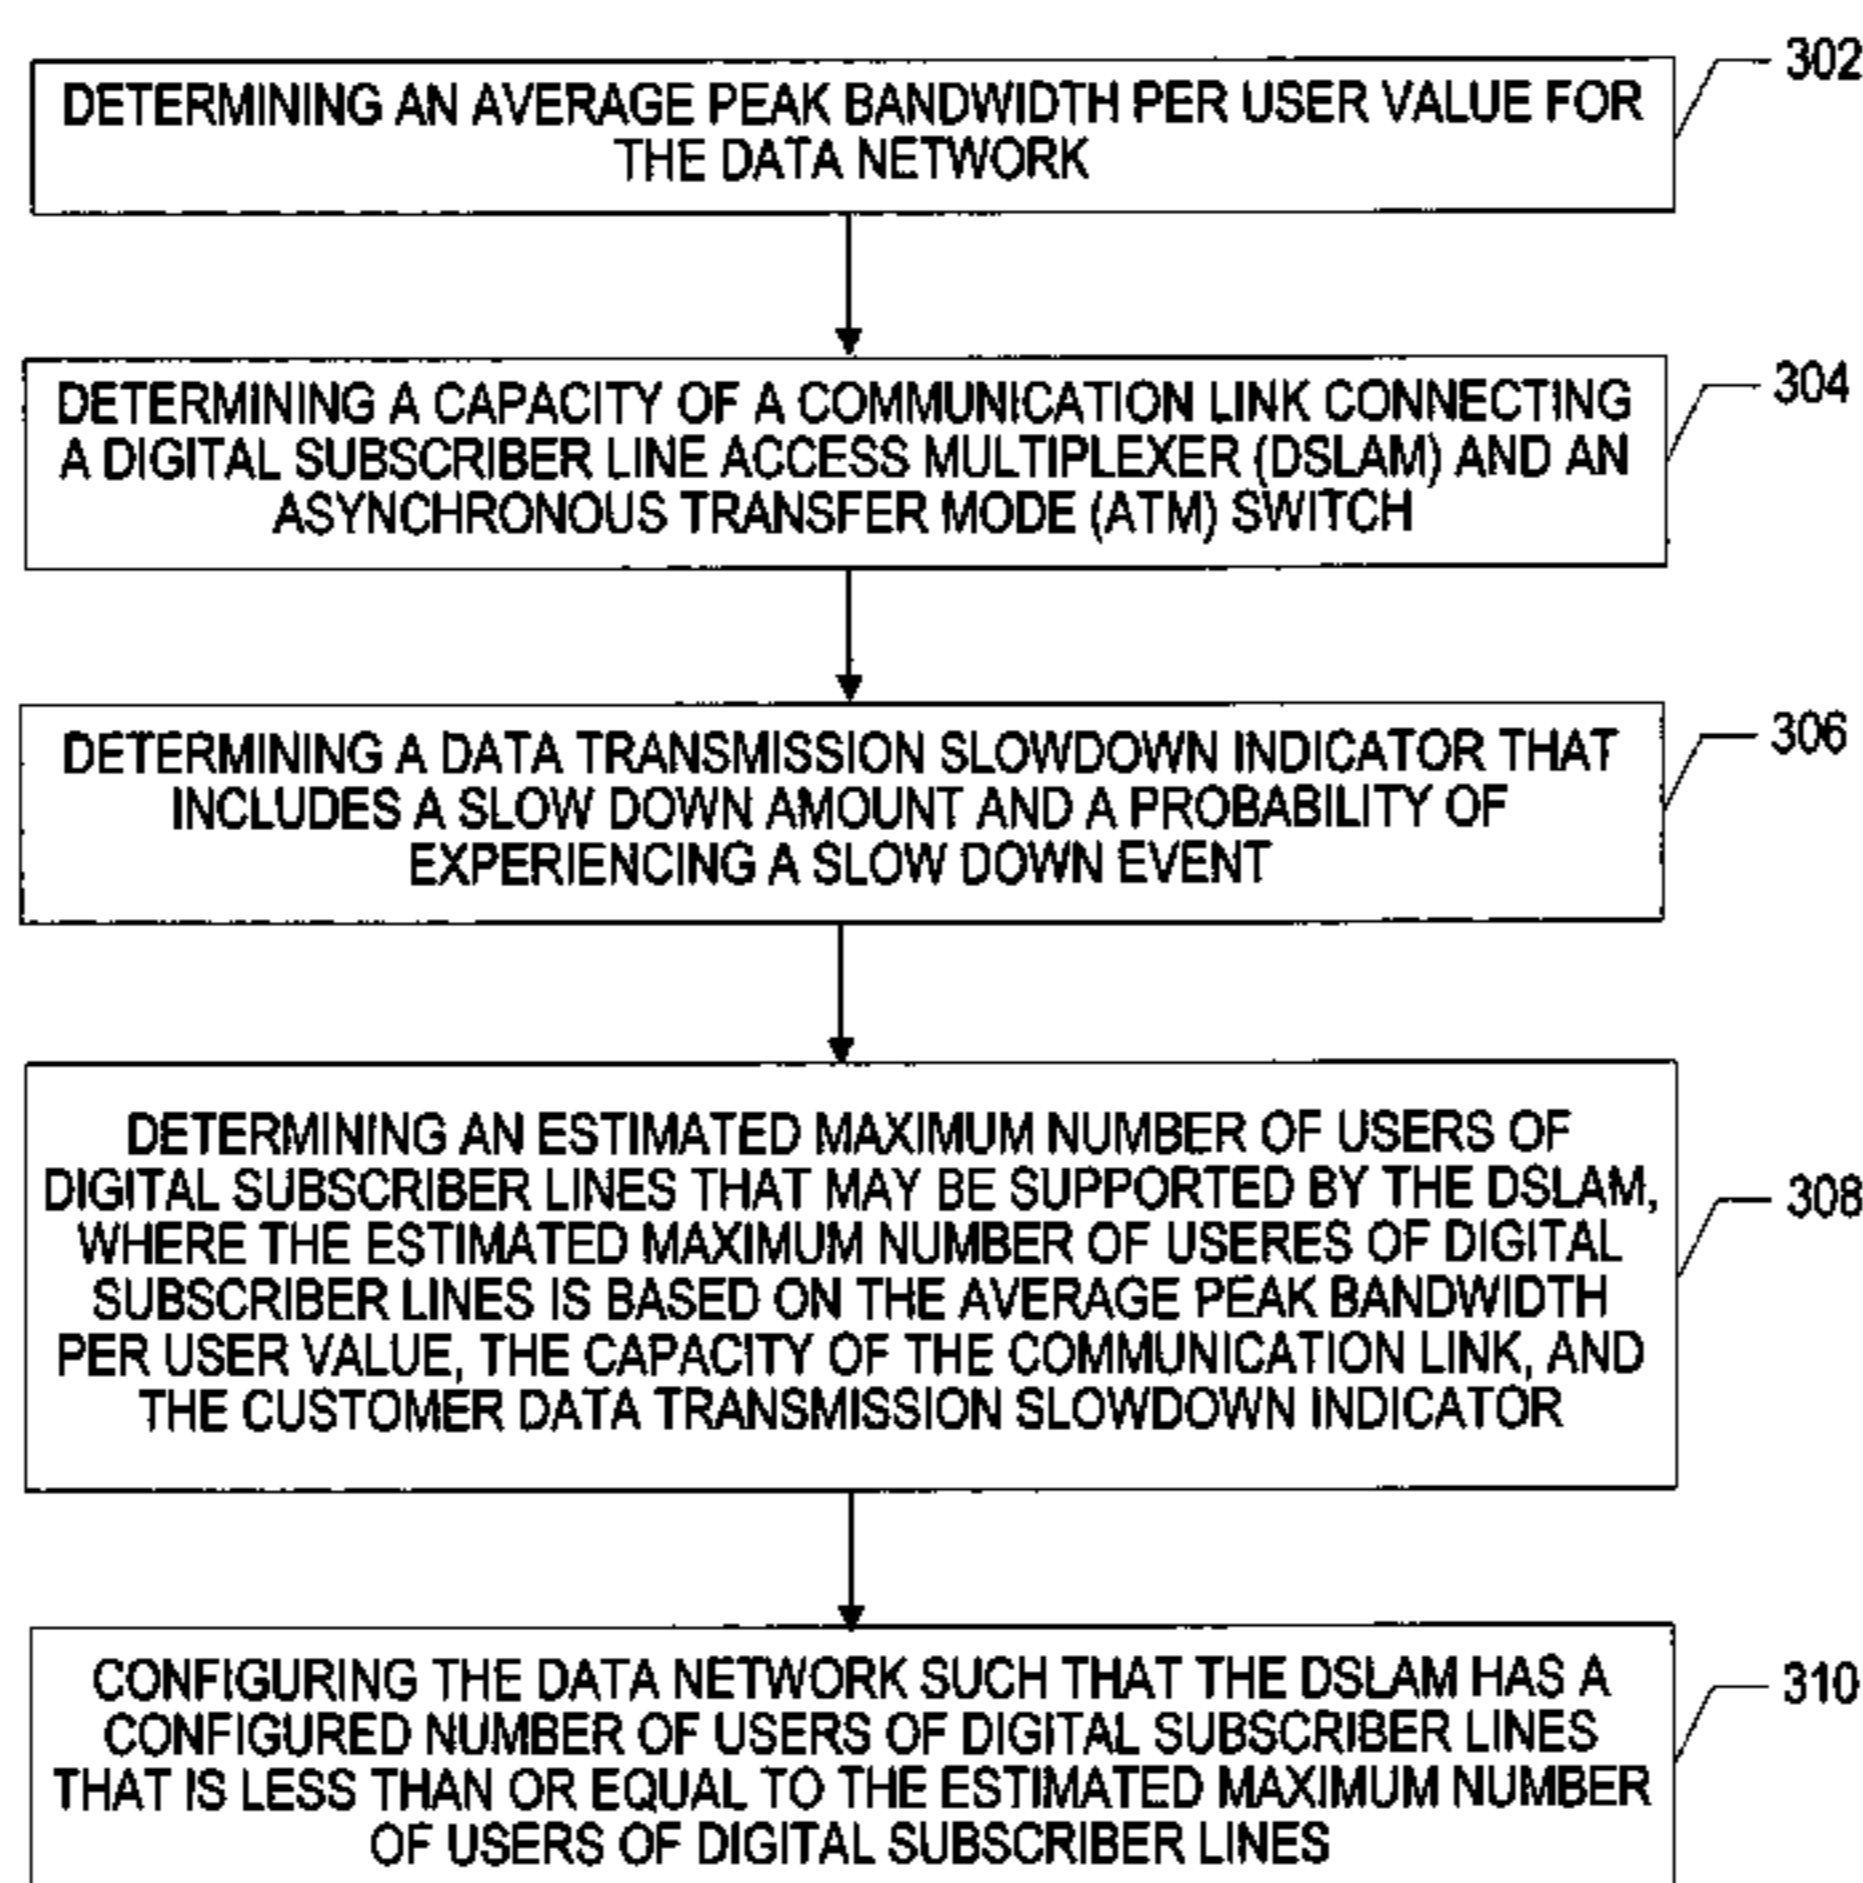 302
DETERMINING AN AVERAGE PEAK BANDWIDTH PER USER VALUE FOR
THE DATA NETWORK
304
DETERMINING A CAPACITY OF A COMMUNICATION LINK CONNECTING
A DIGITAL SUBSCRIBER LINE ACCESS MULTIPLEXER (DSLAM) AND AN
ASYNCHRONOUS TRANSFER MODE (ATM) SWITCH
306
DETERMINING A DATA TRANSMISSION SLOWDOWN INDICATOR THAT
INCLUDES A SLOW DOWN AMOUNT AND A PROBABILITY OF
EXPERIENCING A SLOW DOWN EVENT
308
DETERMINING AN ESTIMATED MAXIMUM NUMBER OF USERS OF
DIGITAL SUBSCRIBER LINES THAT MAY BE SUPPORTED BY THE DSLAM,
WHERE THE ESTIMATED MAXIMUM NUMBER OF USERES OF DIGITAL
SUBSCRIBER LINES IS BASED ON THE AVERAGE PEAK BANDWIDTH
PER USER VALUE, THE CAPACITY OF THE COMMUNICATION LINK, AND
THE CUSTOMER DATA TRANSMISSION SLOWDOWN INDICATOR
310
CONFIGURING THE DATA NETWORK SUCH THAT THE DSLAM HAS A
CONFIGURED NUMBER OF USERS OF DIGITAL SUBSCRIBER LINES
THAT IS LESS THAN OR EQUAL TO THE ESTIMATED MAXIMUM NUMBER
OF USERS OF DIGITAL SUBSCRIBER LINES